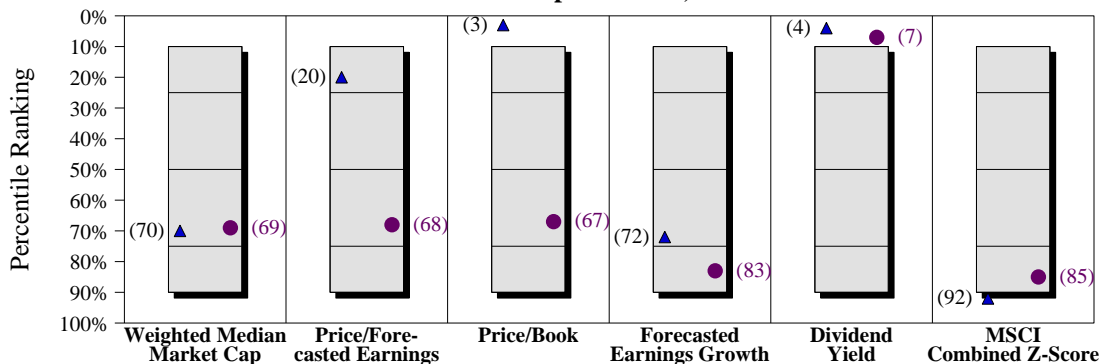 0%
10%
20%
30%
40%
50%
60%
70%
80%
90%
100%
Percentile Ranking
(70)
(69)
(20)
(68)
(3)
(67)
(72)
(83)
(4)
(7)
(92)
(85)
Weighted Median
Market Cap
Price/Fore-
casted Earnings
Price/Book
Forecasted
Earnings Growth
Dividend
Yield
MSCI
Combined Z-Score